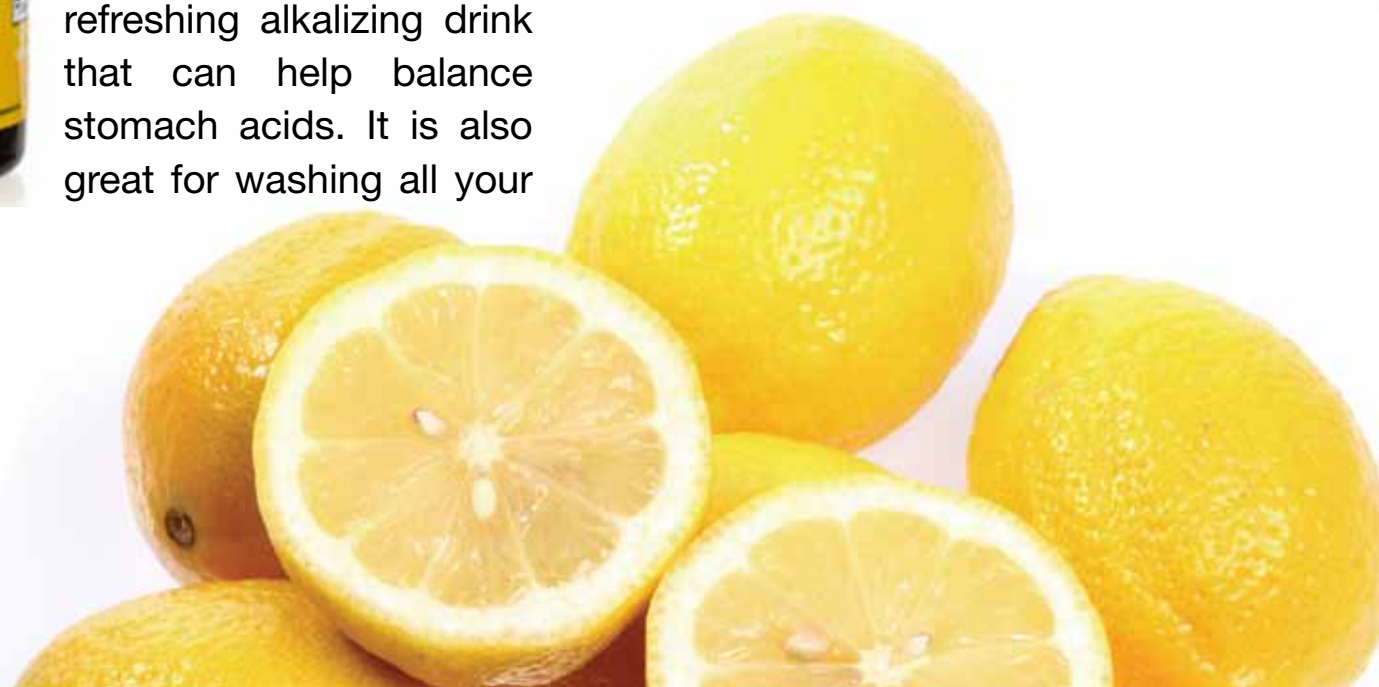 refreshing alkalizing drink
that can help balance
stomach acids. It is also
great for washing all your